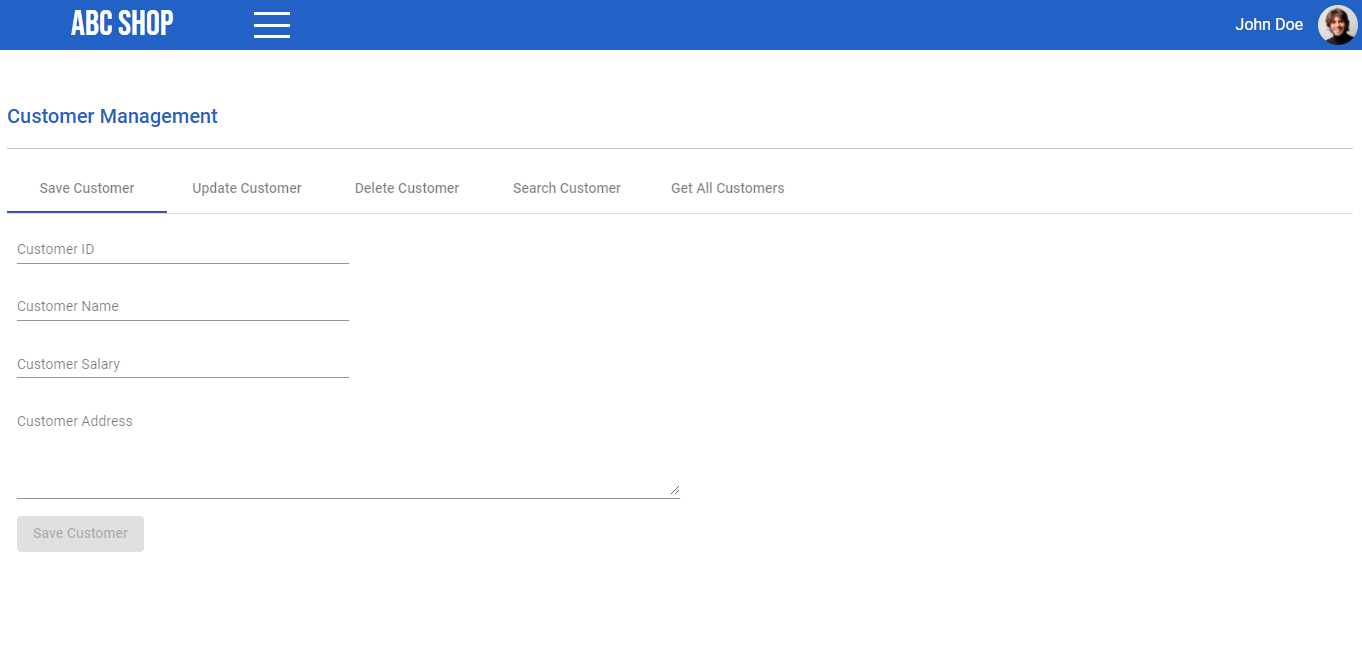 ABC SHOP
John Doe
Customer Management
Save Customer Update Customer Delete Customer Search Customer Get All Customers
Customer ID
Customer Name
Customer Salary
Customer Address
Save Customer